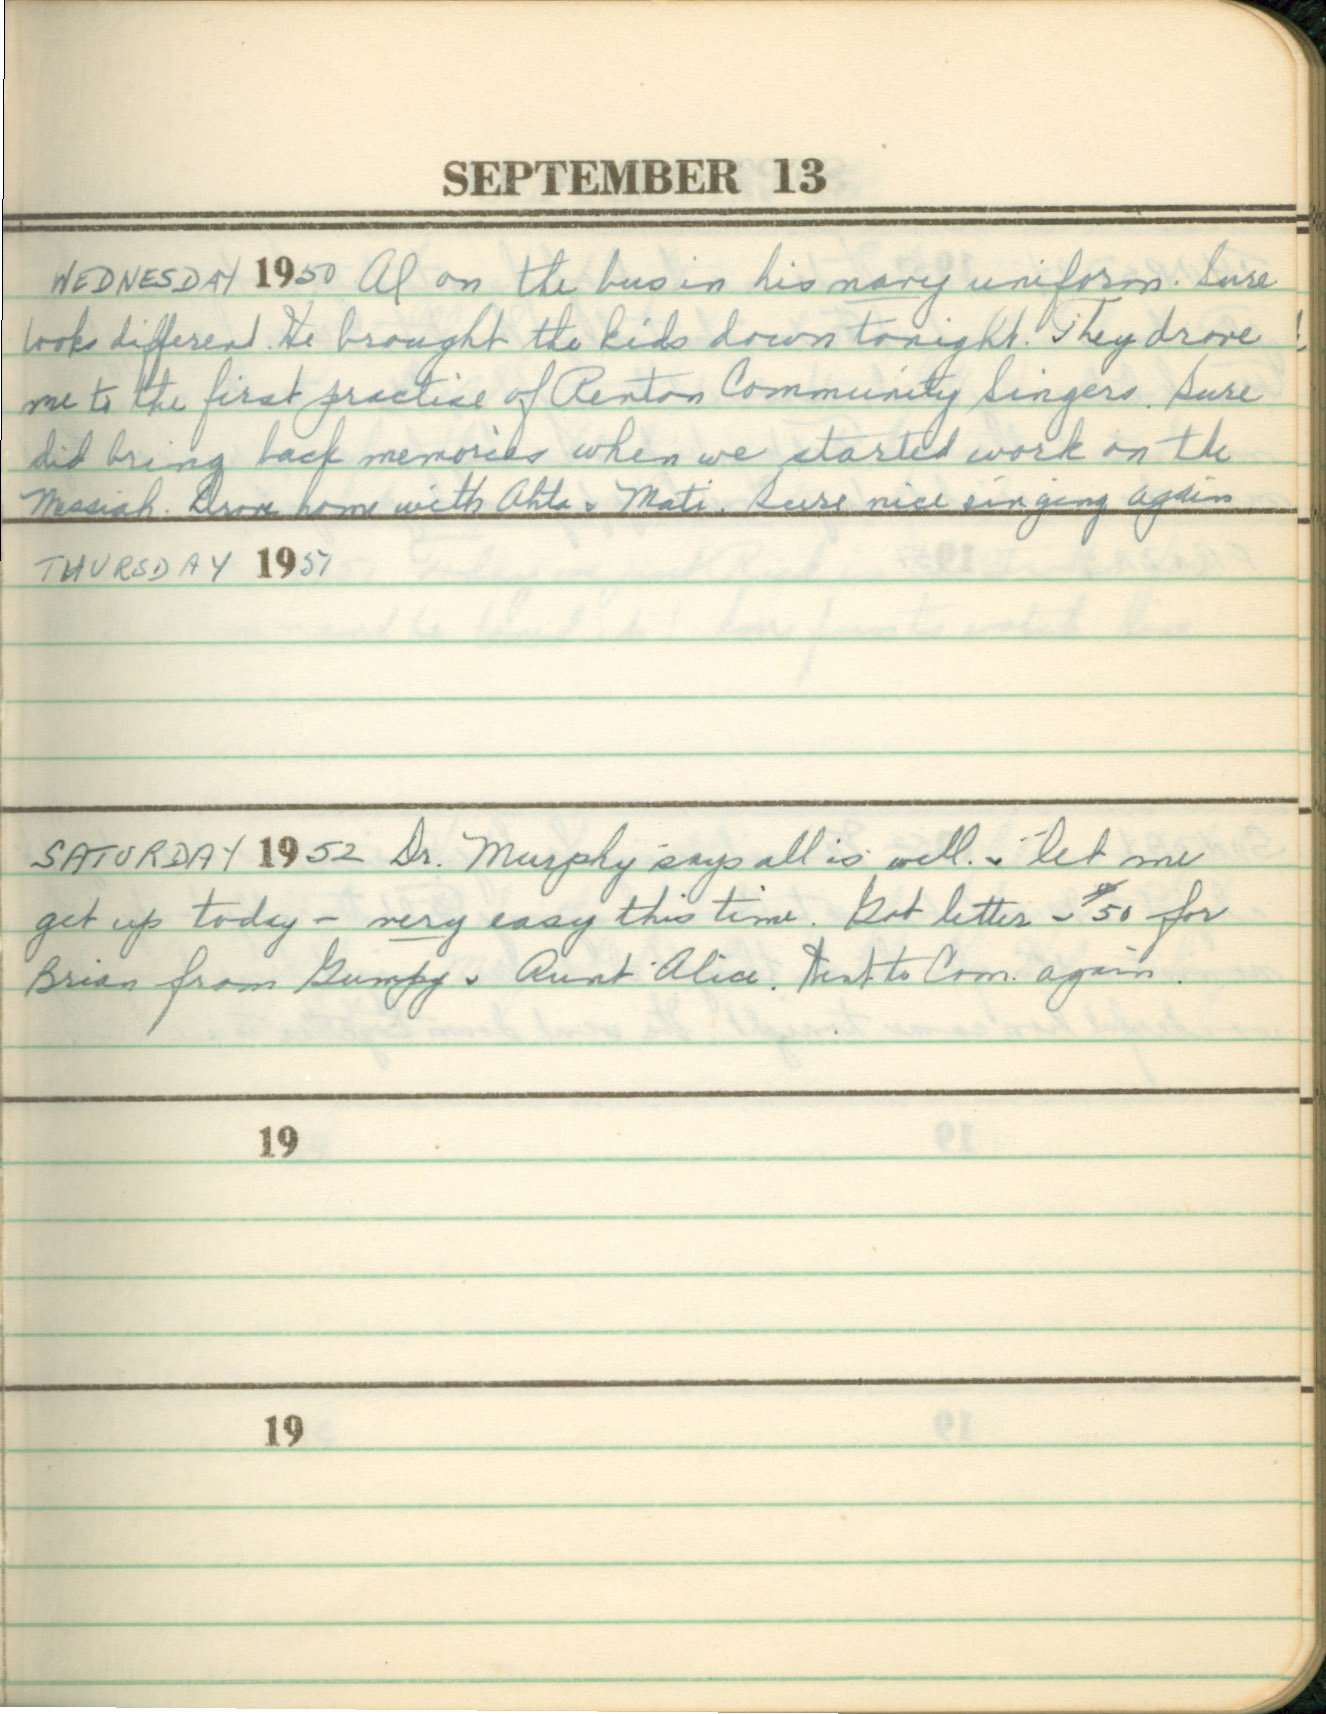 SEPTEMBER 13
WEDNESDAY 1950 Al on the bus in his navy uniform. Sure
looks different. He brought the kids down tonight. They drove
me to the first practise of Renton Community Singers. Sure
did bring back memories when we started work on the
Messiah. Drove home with & Mati. Sure nice singing again
THURSDAY 1951
SATURDAY 1952 Dr. Murphy says all is well. & let me
get up today - very easy this time. Got letter & $50 for
Brian from Gumpy & Aunt Alice. to Com. again.
19
19